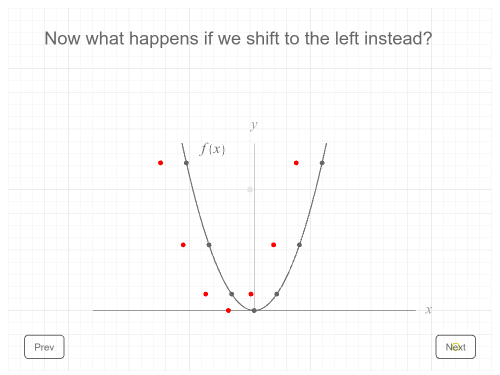 Now what happens if we shift to the left instead?
y
f(x)
x
Prev
Next